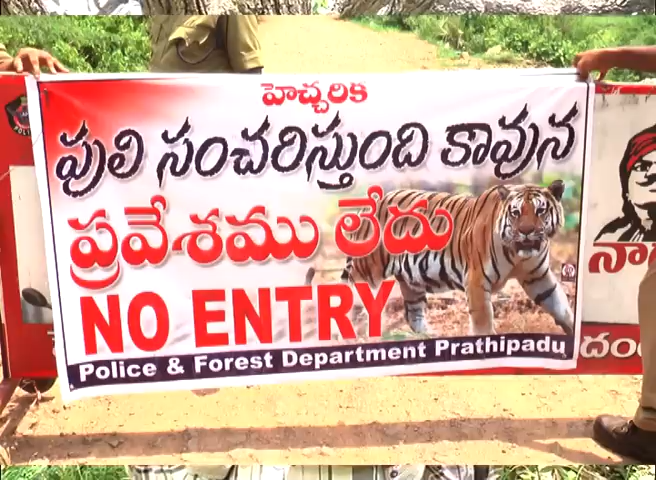 హెచ్చరిక
పులి సంచరిస్తుంది కావున
ప్రవేశము లేదు
NO ENTRY
Police & Forest Department Prathipadu